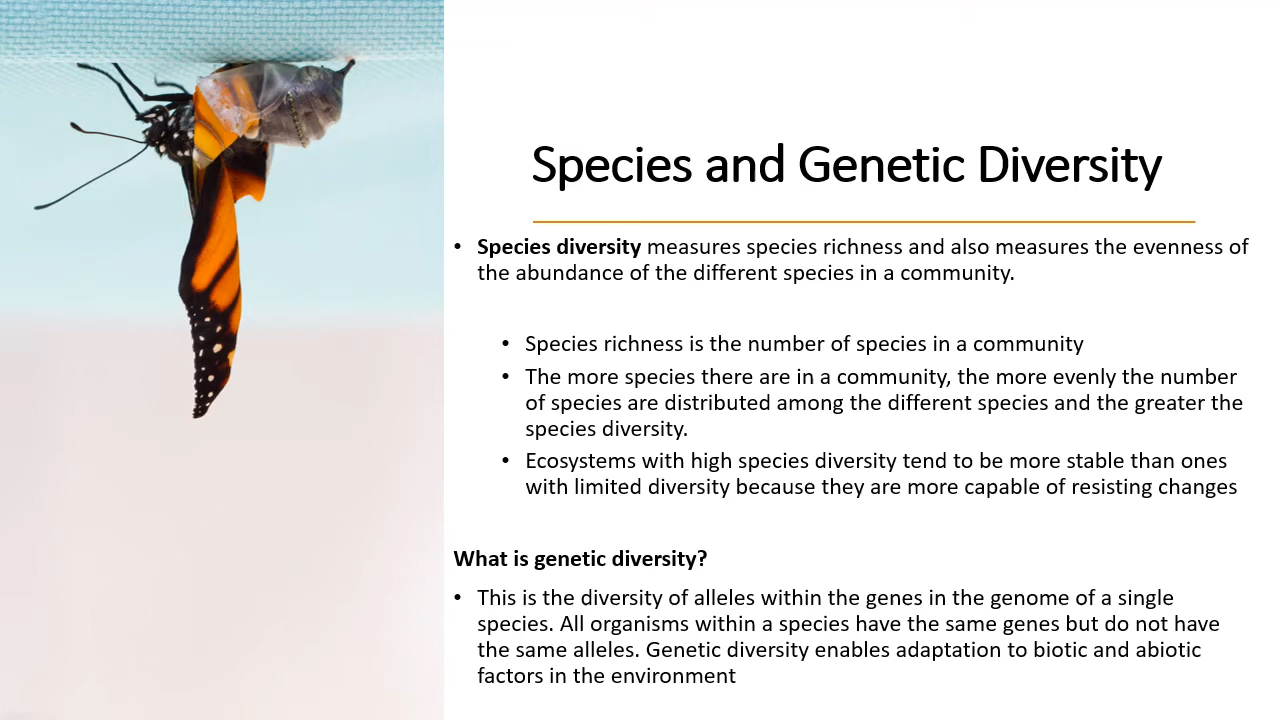 Species and Genetic Diversity
• Species diversity measures species richness and also measures the evenness of
the abundance of the different species in a community.
• Species richness is the number of species in a community
• The more species there are in a community, the more evenly the number
of species are distributed among the different species and the greater the
species diversity.
• Ecosystems with high species diversity tend to be more stable than ones
with limited diversity because they are more capable of resisting changes
What is genetic diversity?
• This is the diversity of alleles within the genes in the genome of a single
species. All organisms within a species have the same genes but do not have
the same alleles. Genetic diversity enables adaptation to biotic and abiotic
factors in the environment